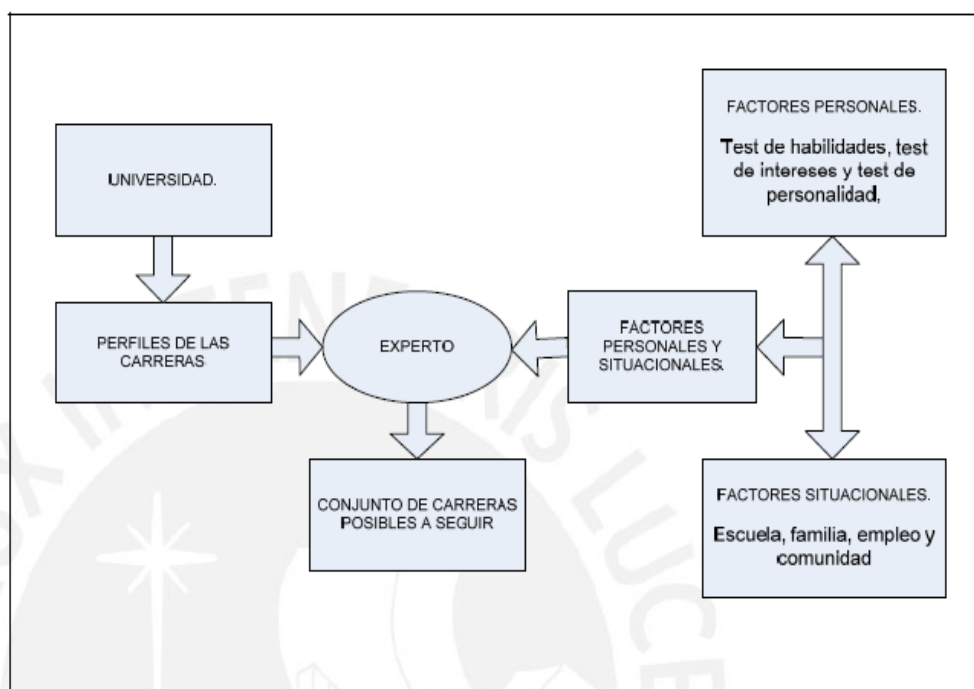 UNIVERSIDAD.
PERFILES DE LAS
CARRERAS
EXPERTO
CONJUNTO DE CARRERAS
POSIBLES A SEGUIR
FACTORES
PERSONALES Y
SITUACIONALES.
FACTORES PERSONALES.
Test de habilidades, test
de intereses y test de
personalidad,
FACTORES SITUACIONALES.
Escuela, familia, empleo y
comunidad